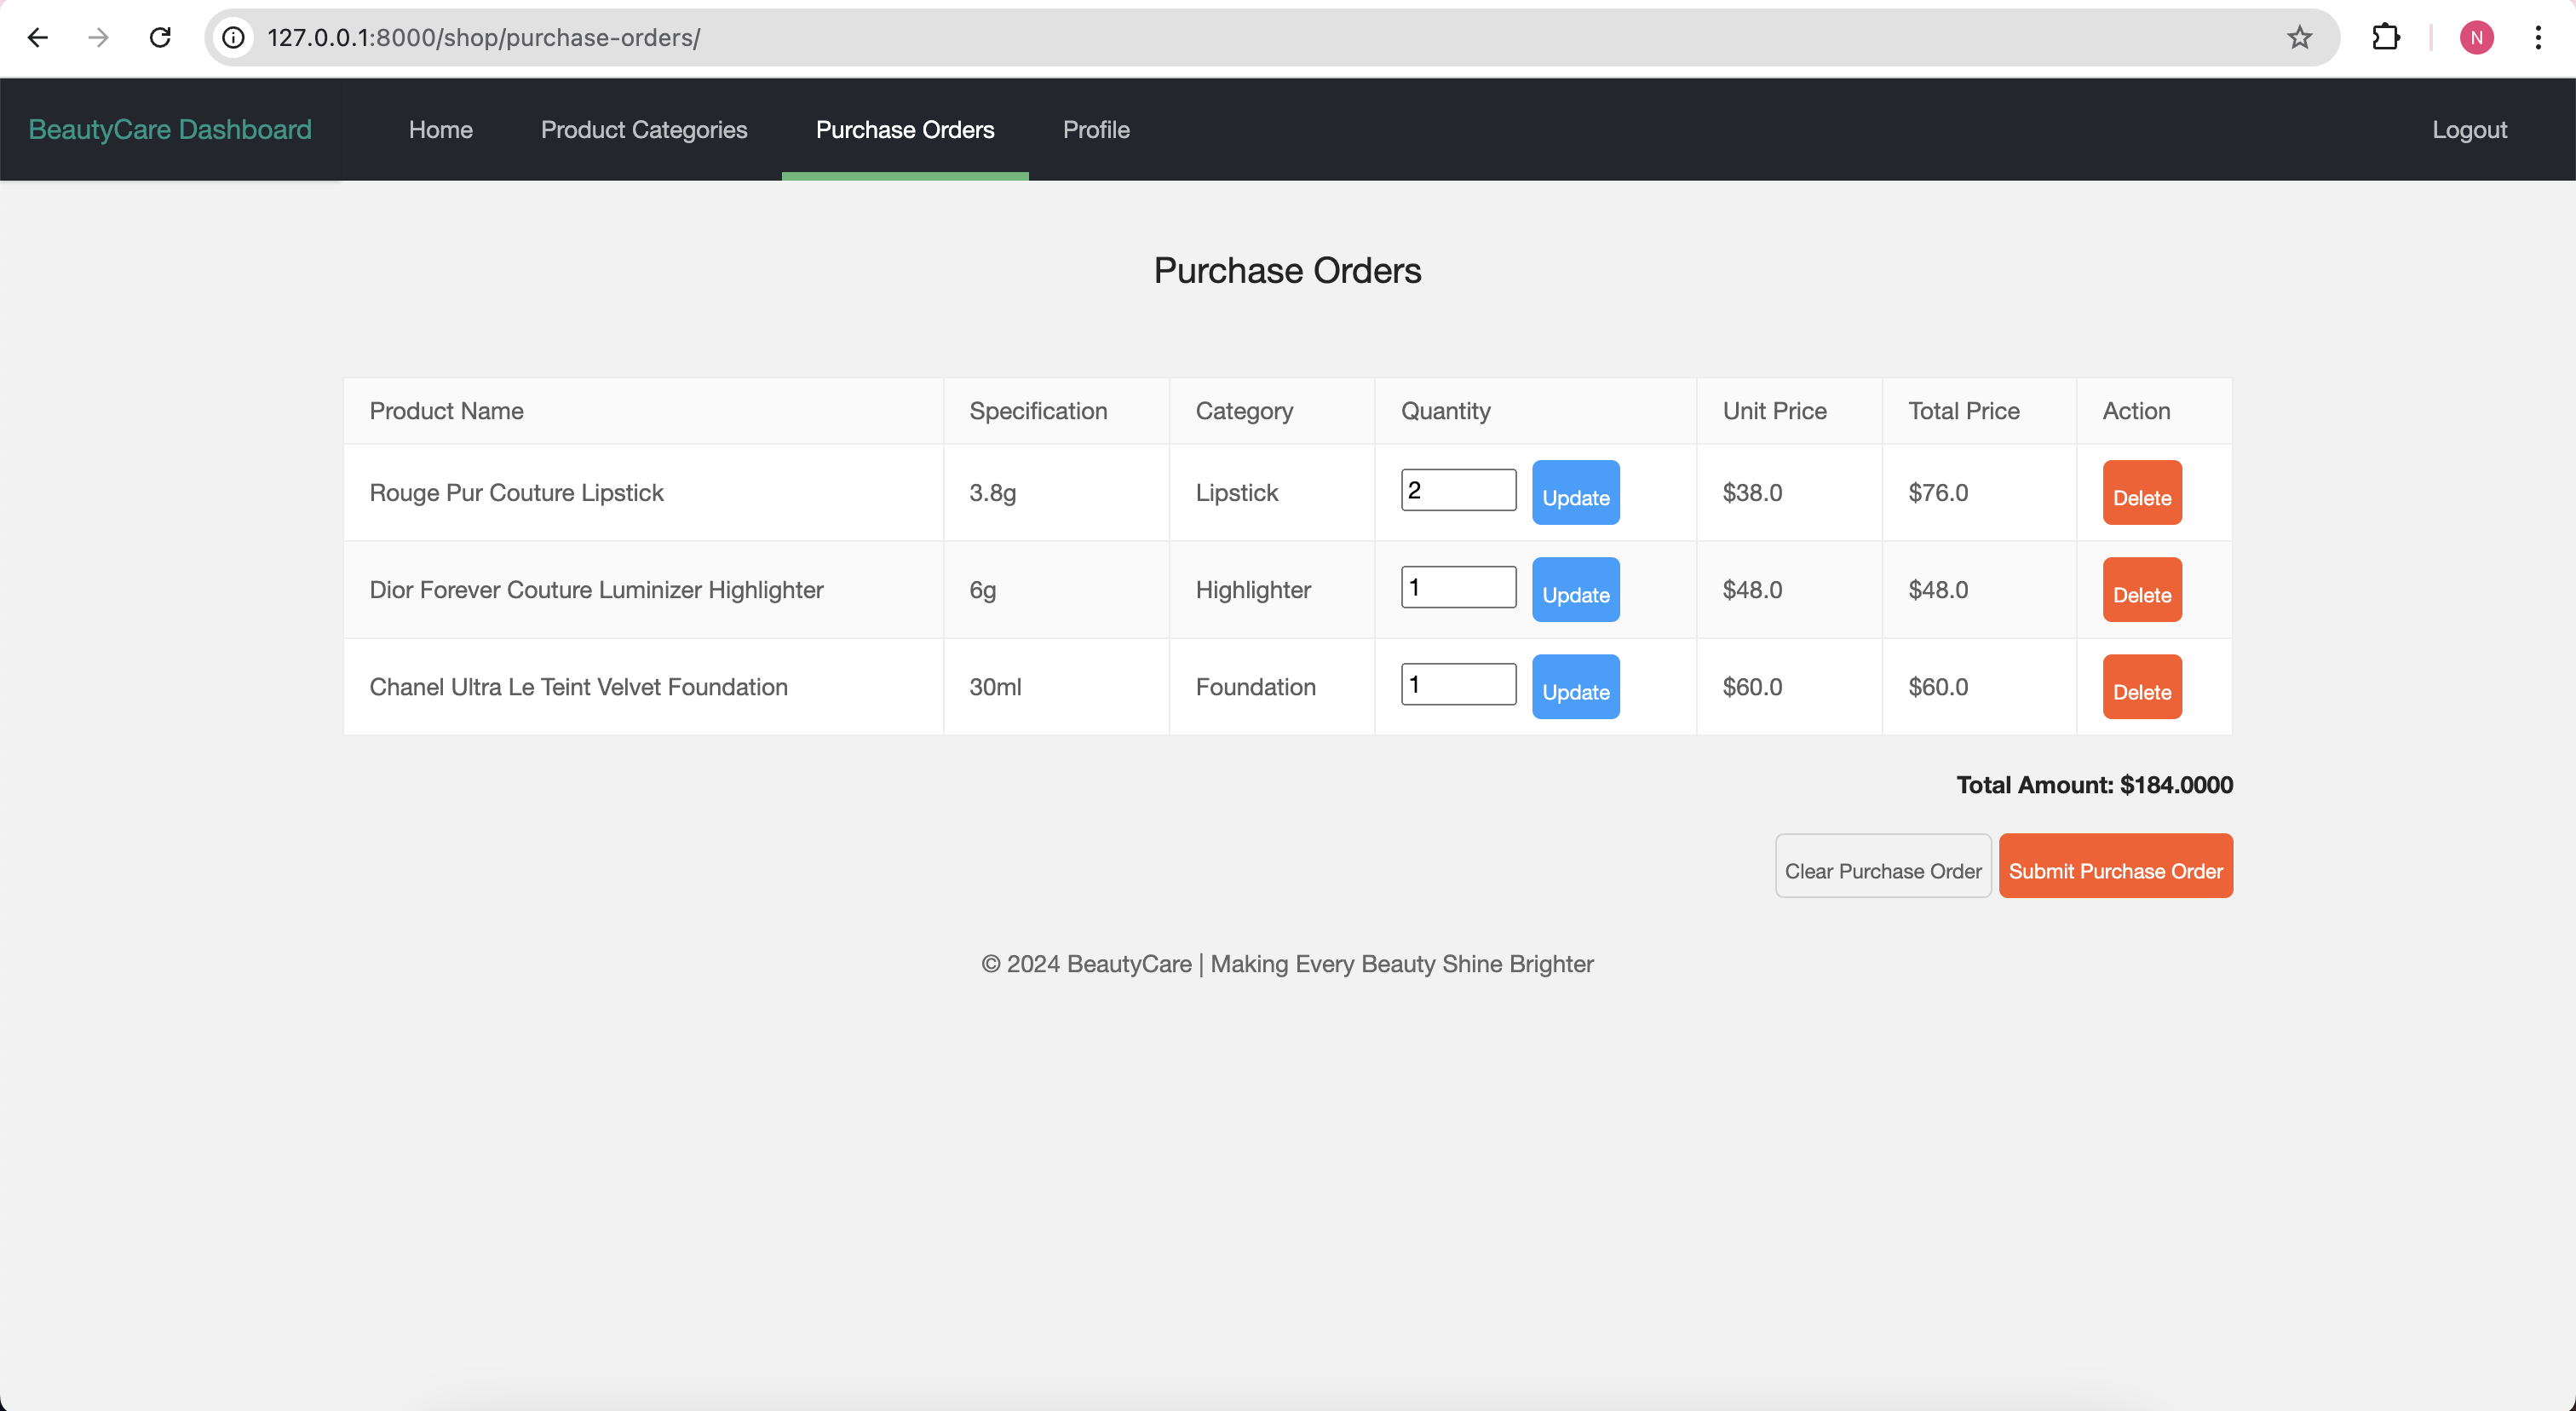 127.0.0.1:8000/shop/purchase-orders/
N
BeautyCare Dashboard Home Product Categories Purchase Orders Profile Logout
Purchase Orders
Product Name Specification Category Quantity Unit Price Total Price Action
Rouge Pur Couture Lipstick 3.8g Lipstick 2 Update $38.0 $76.0 Delete
Dior Forever Couture Luminizer Highlighter 6g Highlighter 1 Update $48.0 $48.0 Delete
Chanel Ultra Le Teint Velvet Foundation 30ml Foundation 1 Update $60.0 $60.0 Delete
Total Amount: $184.0000
Clear Purchase Order Submit Purchase Order
© 2024 BeautyCare | Making Every Beauty Shine Brighter